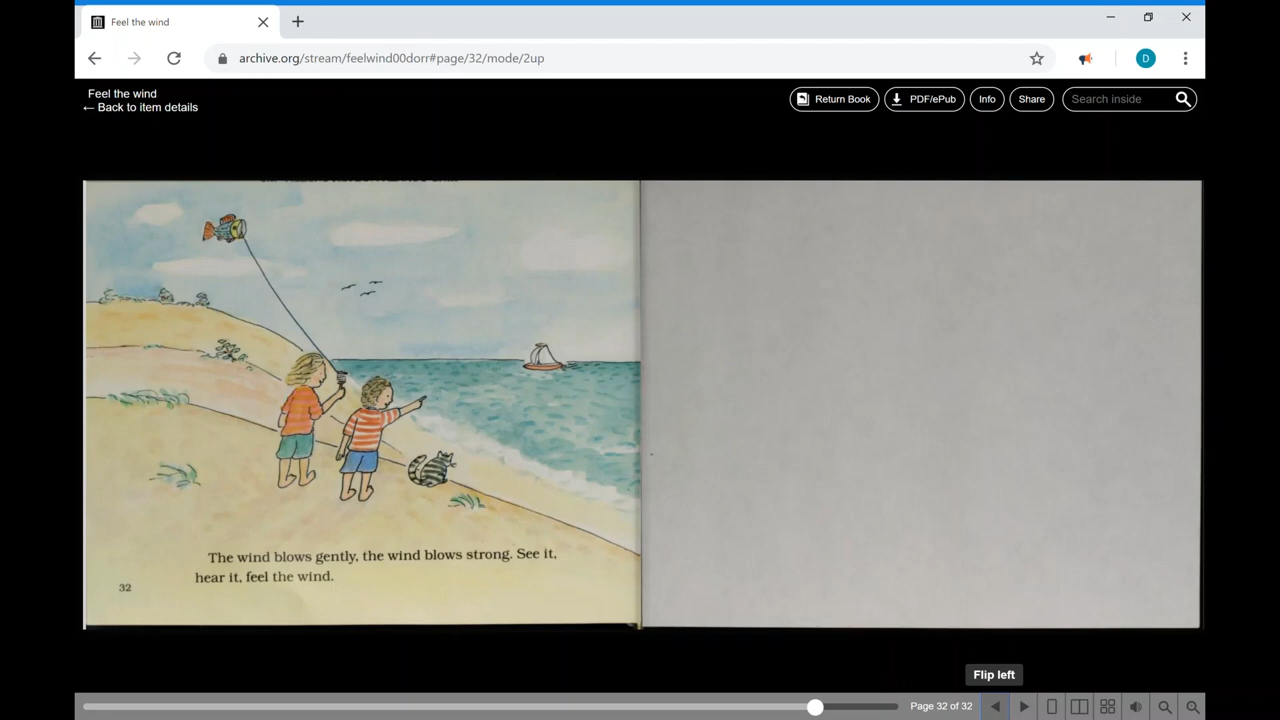 Feel the wind
archive.org/stream/feelwind00dorr#page/32/mode/2up
D
Feel the wind
← Back to item details
Return Book
PDF/ePub
Info
Share
Search inside
The wind blows gently, the wind blows strong. See it,
hear it, feel the wind.
32
Flip left
Page 32 of 32